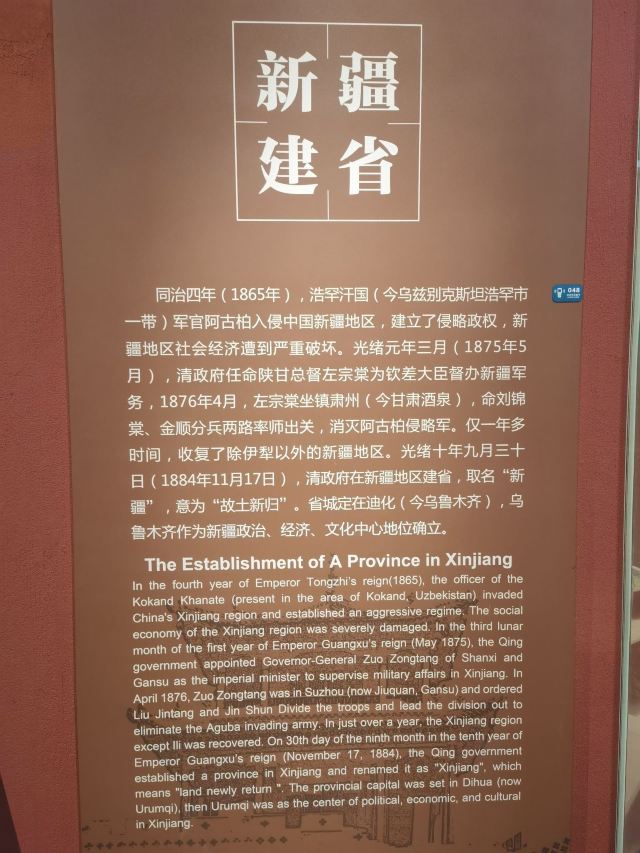 新疆
建省
同治四年（1865年），浩罕汗国（今乌兹别克斯坦浩罕市
一带）军官阿古柏入侵中国新疆地区，建立了侵略政权，新
疆地区社会经济遭到严重破坏。光绪元年三月（1875年5
月），清政府任命陕甘总督左宗棠为钦差大臣督办新疆军
务，1876年4月，左宗棠坐镇肃州（今甘肃酒泉），命刘锦
棠、金顺分兵两路率师出关，消灭阿古柏侵略军。仅一年多
时间，收复了除伊犁以外的新疆地区。光绪十年九月三十
日（1884年11月17日），清政府在新疆地区建省，取名“新
疆”，意为“故土新归”。省城定在迪化（今乌鲁木齐），乌
鲁木齐作为新疆政治、经济、文化中心地位确立。
048
The Establishment of A Province in Xinjiang
In the fourth year of Emperor Tongzhi's reign(1865), the officer of the
Kokand Khanate (present in the area of Kokand, Uzbekistan) invaded
China's Xinjiang region and established an aggressive regime. The social
economy of the Xinjiang region was severely damaged. In the third lunar
month of the first year of Emperor Guangxu's reign (May 1875), the Qing
government appointed Governor-General Zuo Zongtang of Shanxi and
Gansu as the imperial minister to supervise military affairs in Xinjiang. In
April 1876, Zuo Zongtang was in Suzhou (now Jiuquan, Gansu) and ordered
Liu Jintang and Jin Shun Divide the troops and lead the division out to
eliminate the Aguba invading army. In just over a year, the Xinjiang region
except Ili was recovered. On 30th day of the ninth month in the tenth year of
Emperor Guangxu's reign (November 17, 1884), the Qing government
established a province in Xinjiang and renamed it as "Xinjiang", which
means "land newly return ". The provincial capital was set in Dihua (now
Urumqi), then Urumqi was as the center of political, economic, and cultural
in Xinjiang.